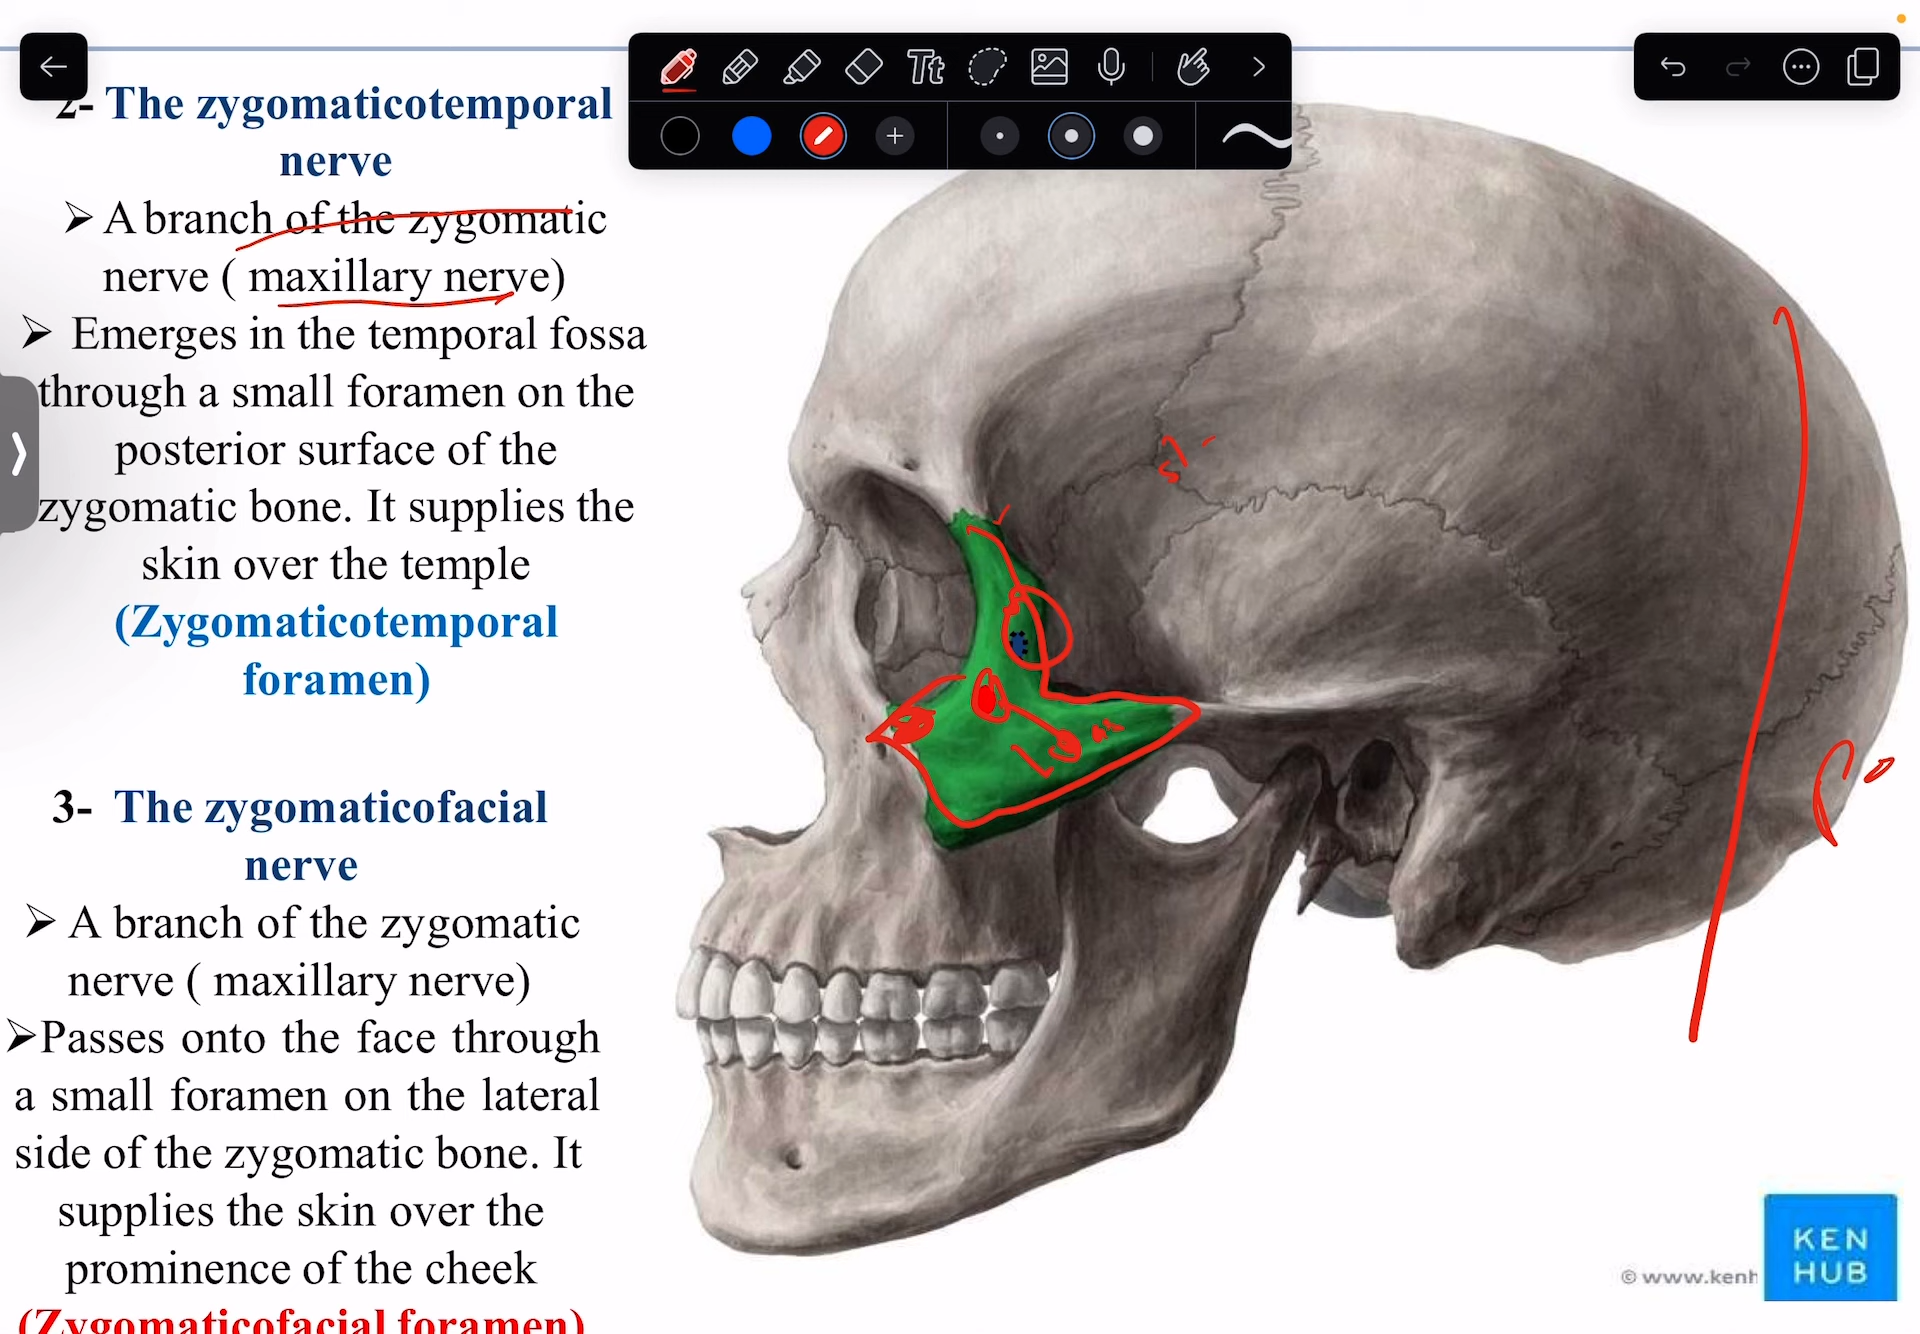 2- The zygomaticotemporal
nerve
➢ A branch of the zygomatic
nerve ( maxillary nerve)
➢ Emerges in the temporal fossa
through a small foramen on the
posterior surface of the
zygomatic bone. It supplies the
skin over the temple
(Zygomaticotemporal
foramen)
3- The zygomaticofacial
nerve
➢ A branch of the zygomatic
nerve ( maxillary nerve)
➢Passes onto the face through
a small foramen on the lateral
side of the zygomatic bone. It
supplies the skin over the
prominence of the cheek
(Zygomaticofacial foramen)
Tt
KEN
HUB
© www.kenh